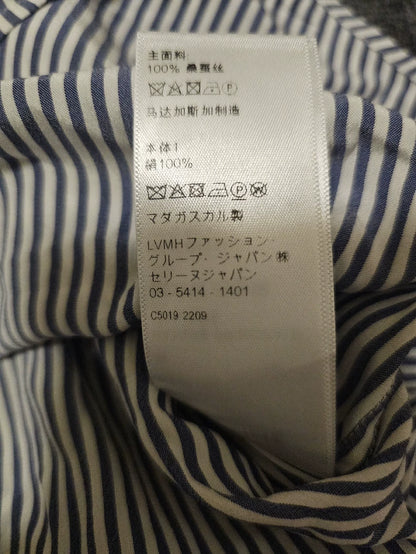 主面料
100% 桑蚕丝
马达加斯加制造
本体1
絹100%
マダガスカル製
LVMHファッション・
グループ・ジャパン㈱
セリーヌジャパン
03 - 5414 - 1401
C5019 2209